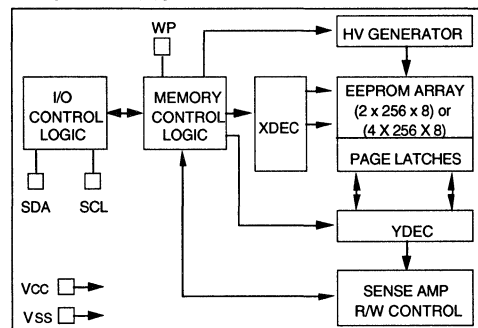 WP
HV GENERATOR
I/O
CONTROL
LOGIC
MEMORY
CONTROL
LOGIC
XDEC
EEPROM ARRAY
(2 x 256 x 8) or
(4 X 256 X 8)
PAGE LATCHES
SDA
SCL
YDEC
VCC
VSS
SENSE AMP
R/W CONTROL